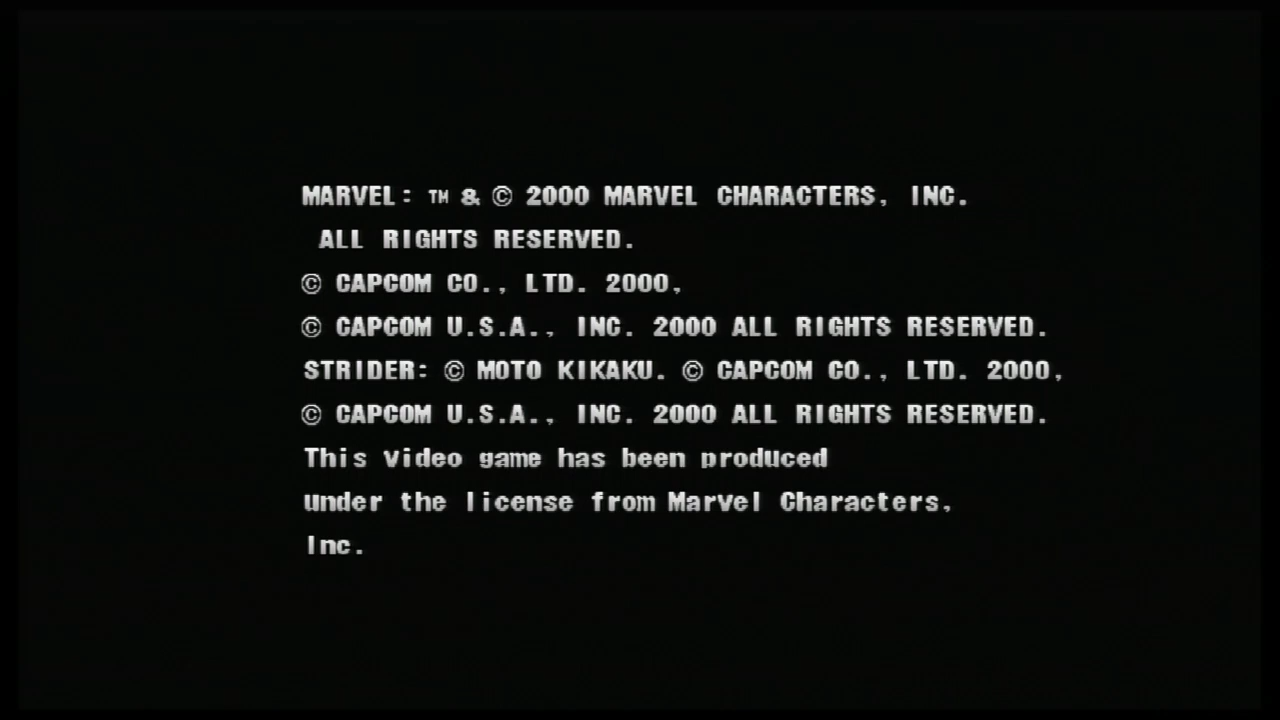 MARVEL: ™ & © 2000 MARVEL CHARACTERS, INC.
ALL RIGHTS RESERVED.
© CAPCOM CO., LTD. 2000,
© CAPCOM U.S.A., INC. 2000 ALL RIGHTS RESERVED.
STRIDER: © MOTO KIKAKU. © CAPCOM CO., LTD. 2000,
© CAPCOM U.S.A., INC. 2000 ALL RIGHTS RESERVED.
This video game has been produced
under the license from Marvel Characters,
Inc.